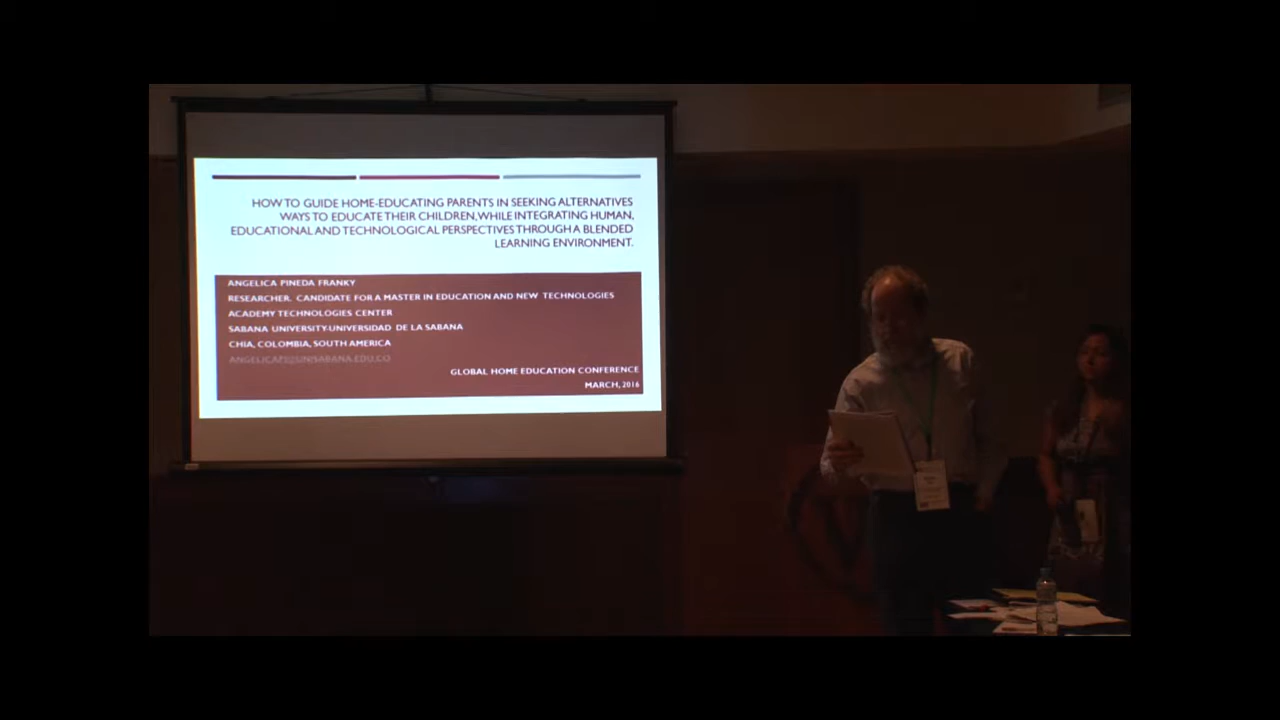 HOW TO GUIDE HOME-EDUCATING PARENTS IN SEEKING ALTERNATIVES
WAYS TO EDUCATE THEIR CHILDREN, WHILE INTEGRATING HUMAN,
EDUCATIONAL AND TECHNOLOGICAL PERSPECTIVES THROUGH A BLENDED
LEARNING ENVIRONMENT.
ANGELICA PINEDA FRANKY
RESEARCHER. CANDIDATE FOR A MASTER IN EDUCATION AND NEW TECHNOLOGIES
ACADEMY TECHNOLOGIES CENTER
SABANA UNIVERSITY-UNIVERSIDAD DE LA SABANA
CHIA, COLOMBIA, SOUTH AMERICA
GLOBAL HOME EDUCATION CONFERENCE
MARCH, 2016